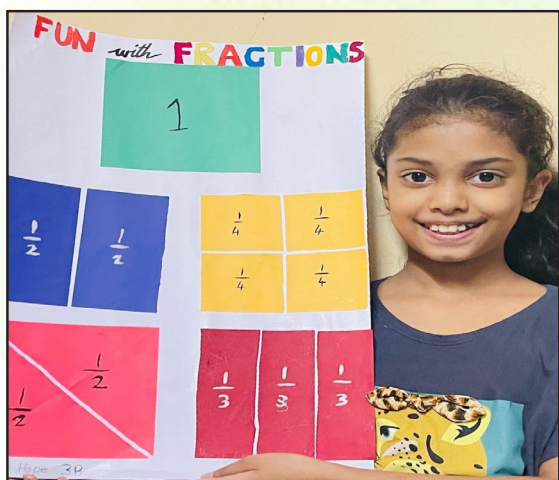 FUN with FRACTIONS
1
1/2 1/2
1/4 1/4
1/4 1/4
1/2
1/2
1/3 1/3 1/3
Hope 3B